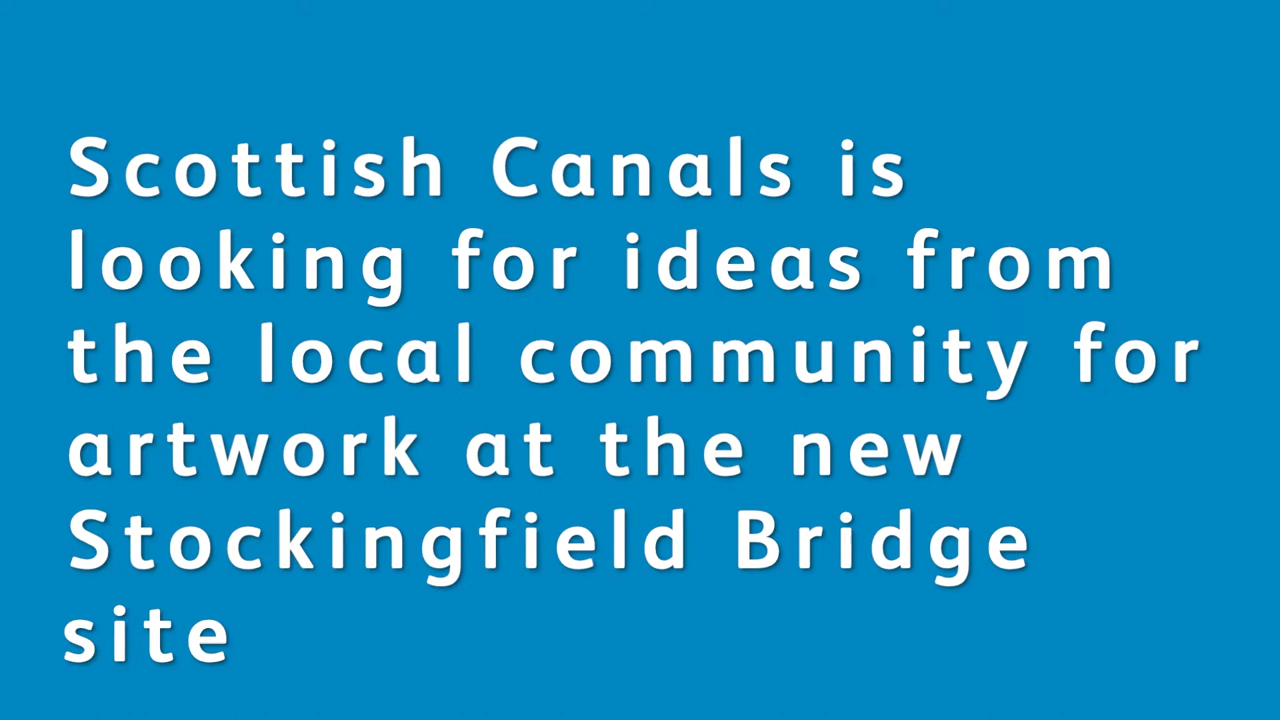 Scottish Canals is
looking for ideas from
the local community for
artwork at the new
Stockingfield Bridge
site